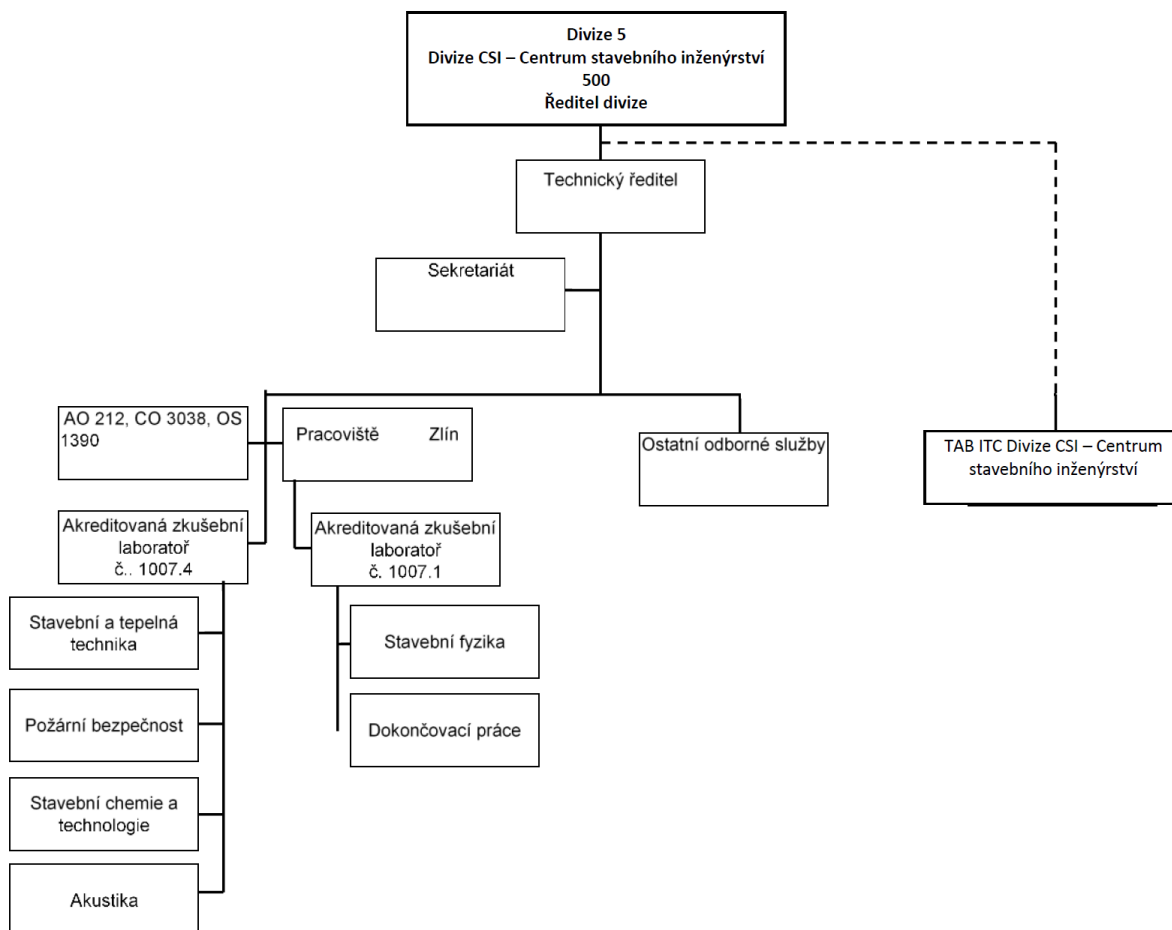 Divize 5
Divize CSI – Centrum stavebního inženýrství
500
Ředitel divize
Technický ředitel
Sekretariát
AO 212, CO 3038, OS
1390
Pracoviště Zlín
Ostatní odborné služby
TAB ITC Divize CSI – Centrum
stavebního inženýrství
Akreditovaná zkušební
laboratoř
č.. 1007.4
Akreditovaná zkušební
laboratoř
č. 1007.1
Stavební a tepelná
technika
Stavební fyzika
Požární bezpečnost
Dokončovací práce
Stavební chemie a
technologie
Akustika